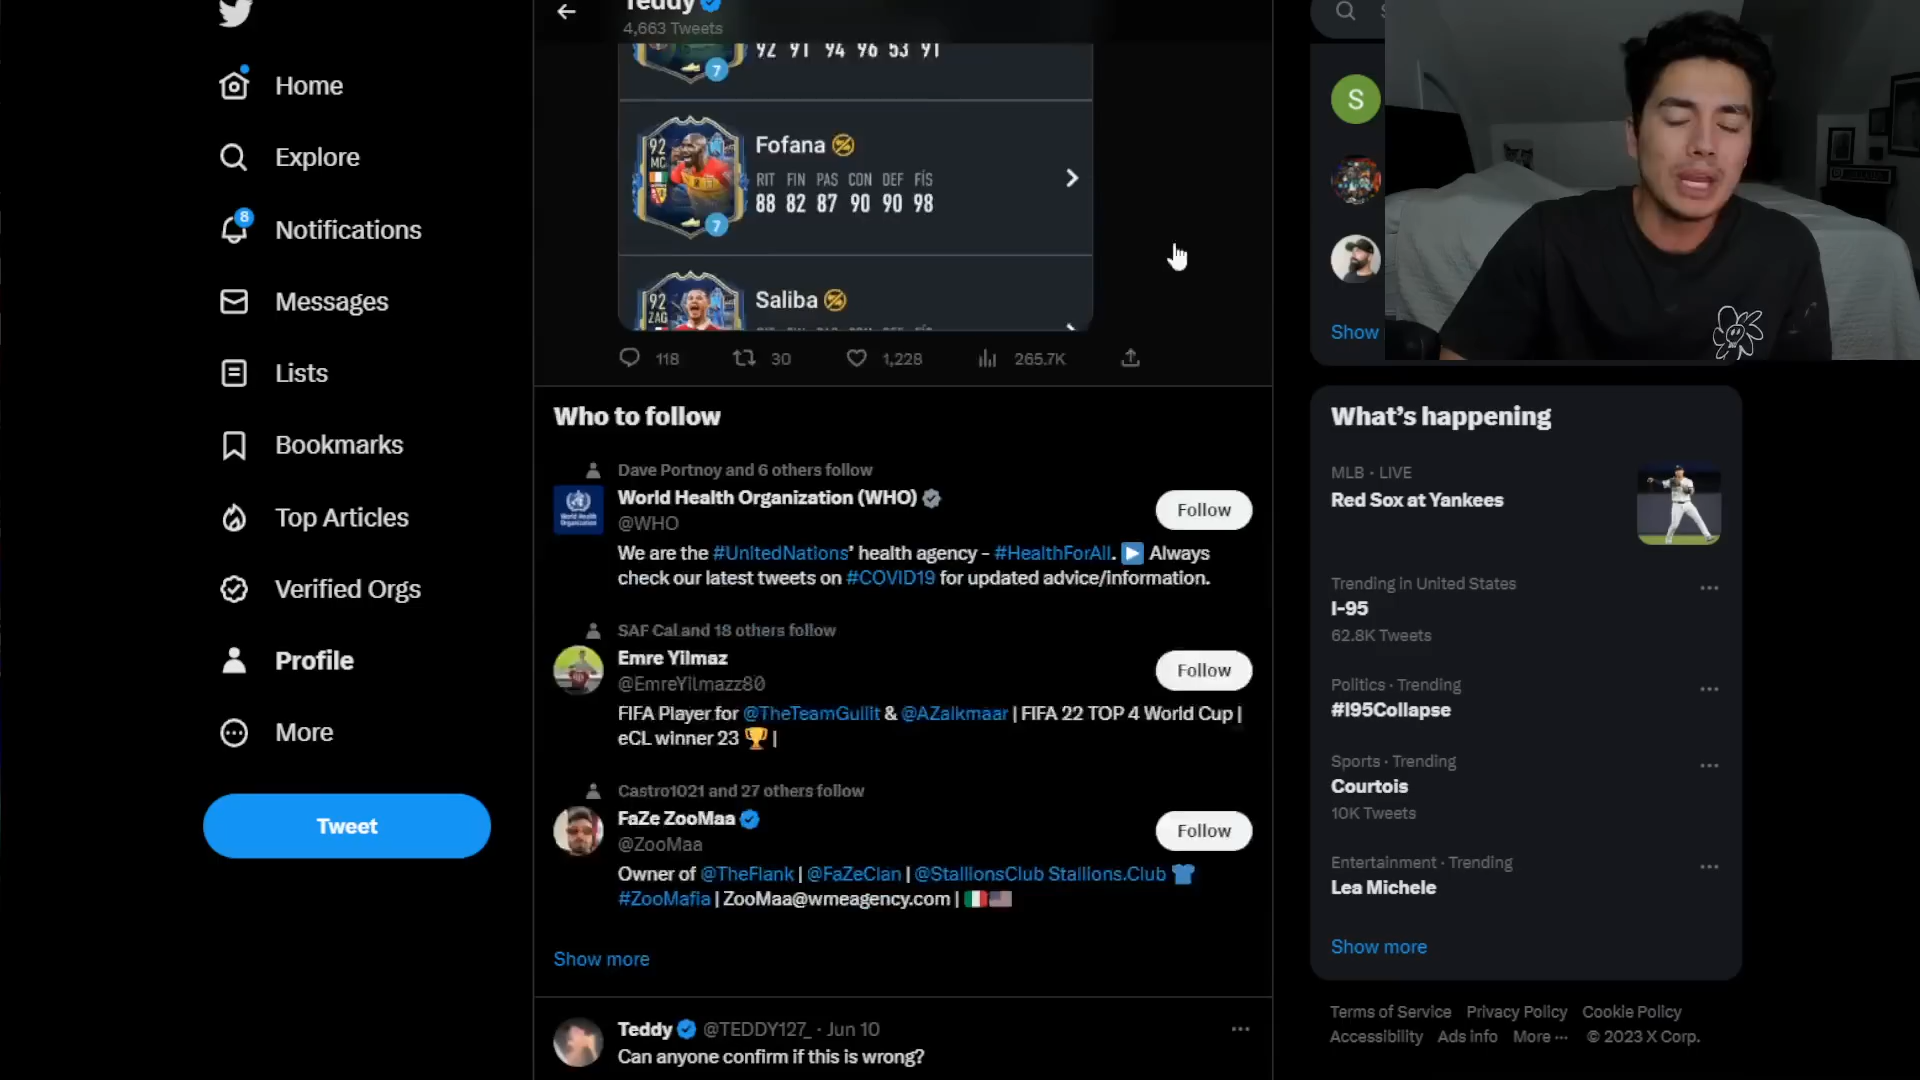 Home
Explore
8
Notifications
Messages
Lists
Bookmarks
Top Articles
Verified Orgs
Profile
More
Tweet
Teddy
4,663 Tweets
92 91 94 96 53 91
7
92
MC
Fofana
RIT FIN PAS CON DEF FÍS
88 82 87 90 90 98
7
92
ZAG
Saliba
118 30 1,228 265.7K
Who to follow
Dave Portnoy and 6 others follow
World Health Organization (WHO)
@WHO
Follow
We are the #UnitedNations' health agency - #HealthForAll. ▶️ Always
check our latest tweets on #COVID19 for updated advice/information.
SAF Cal.and 18 others follow
Emre Yilmaz
@EmreYilmazz80
Follow
FIFA Player for @TheTeamGullit & @AZalkmaar | FIFA 22 TOP 4 World Cup |
eCL winner 23 🏆 |
Castro1021 and 27 others follow
FaZe ZooMaa
@ZooMaa
Follow
Owner of @TheFlank | @FaZeClan | @StallionsClub Stallions.Club 👕
#ZooMafia | ZooMaa@wmeagency.com | 🇮🇹🇺🇸
Show more
Teddy @TEDDY127_ · Jun 10
Can anyone confirm if this is wrong?
S
Show
What's happening
MLB · LIVE
Red Sox at Yankees
Trending in United States
I-95
62.8K Tweets
Politics · Trending
#I95Collapse
Sports · Trending
Courtois
10K Tweets
Entertainment · Trending
Lea Michele
Show more
Terms of Service Privacy Policy Cookie Policy
Accessibility Ads info More ··· © 2023 X Corp.